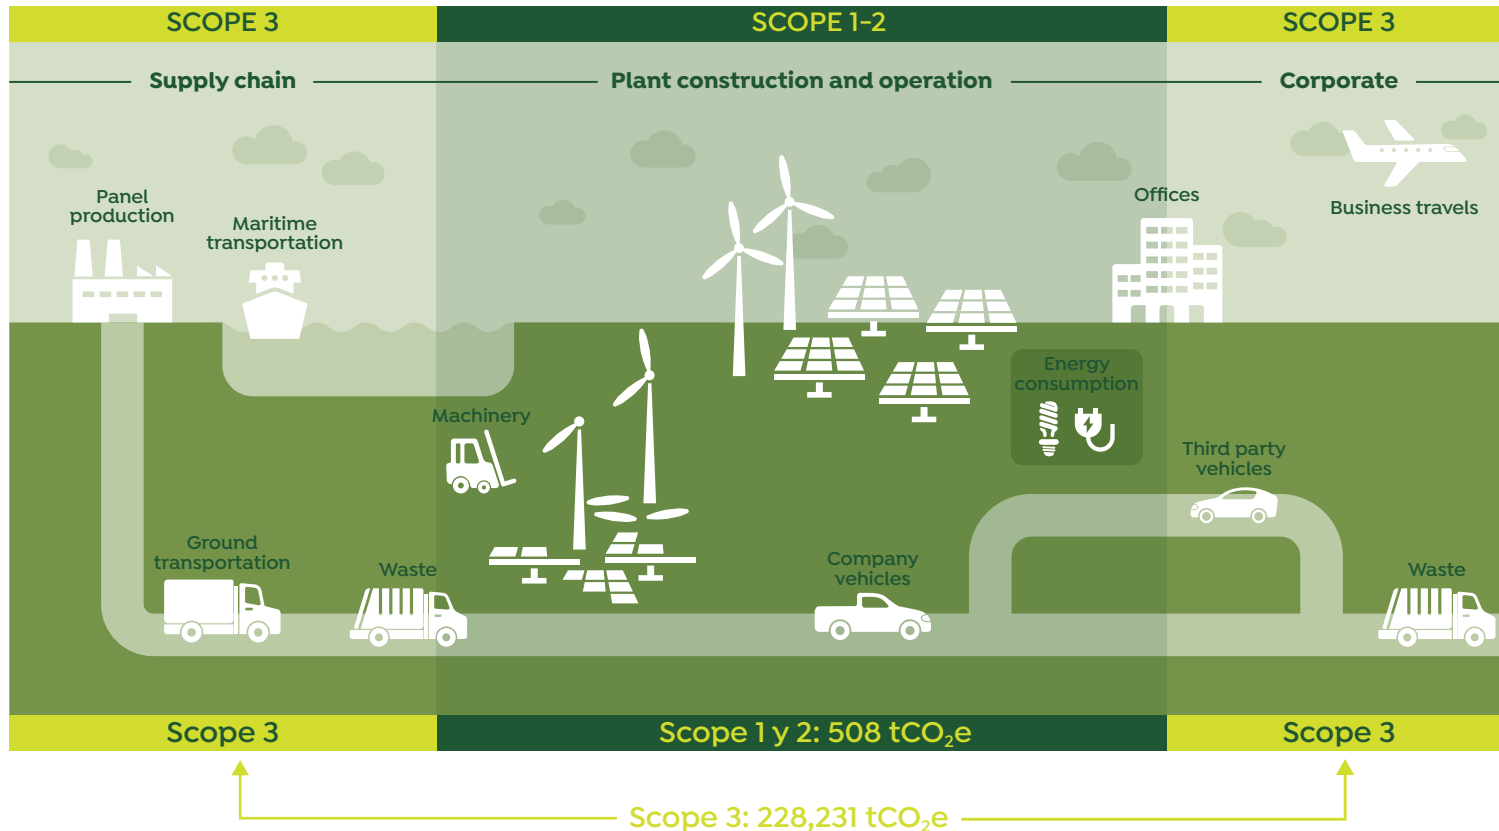 SCOPE 3
SCOPE 1-2
SCOPE 3
Supply chain
Plant construction and operation
Corporate
Panel
production
Maritime
transportation
Offices
Business travels
Energy
consumption
Machinery
Third party
vehicles
Ground
transportation
Waste
Company
vehicles
Waste
Scope 3
Scope 1 y 2: 508 tCO₂e
Scope 3
Scope 3: 228,231 tCO₂e